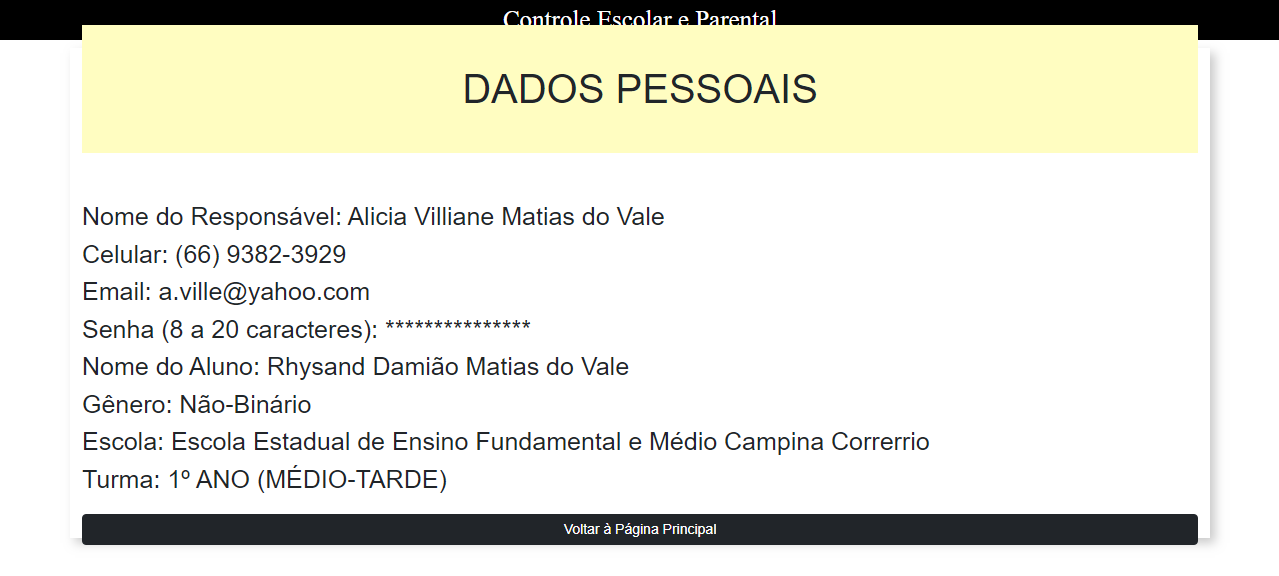 Controle Escolar e Parental
DADOS PESSOAIS
Nome do Responsável: Alicia Villiane Matias do Vale
Celular: (66) 9382-3929
Email: a.ville@yahoo.com
Senha (8 a 20 caracteres): ***************
Nome do Aluno: Rhysand Damião Matias do Vale
Gênero: Não-Binário
Escola: Escola Estadual de Ensino Fundamental e Médio Campina Correrrio
Turma: 1º ANO (MÉDIO-TARDE)
Voltar à Página Principal